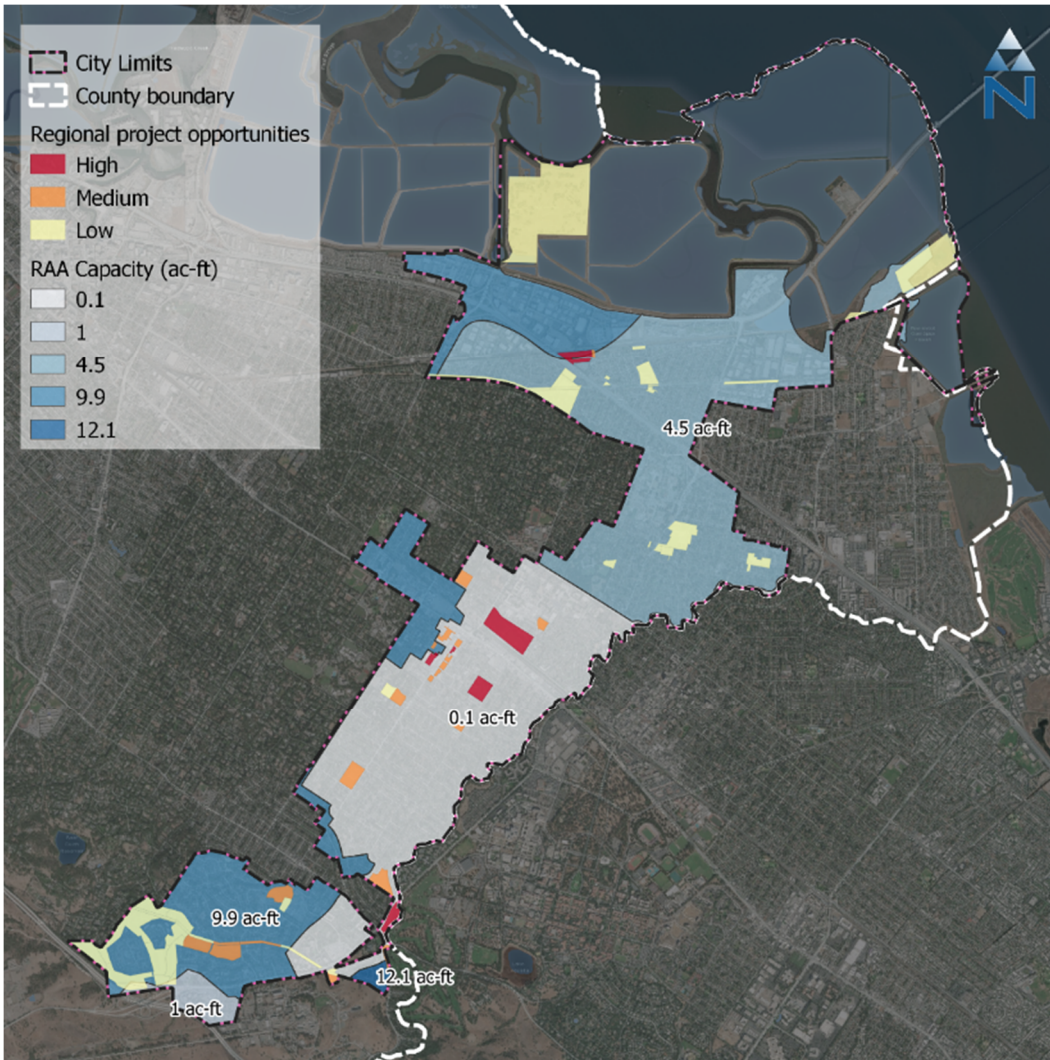 City Limits
County boundary
Regional project opportunities
High
Medium
Low
RAA Capacity (ac-ft)
0.1
1
4.5
9.9
12.1
N
4.5 ac-ft
0.1 ac-ft
9.9 ac-ft
12.1 ac-ft
1 ac-ft